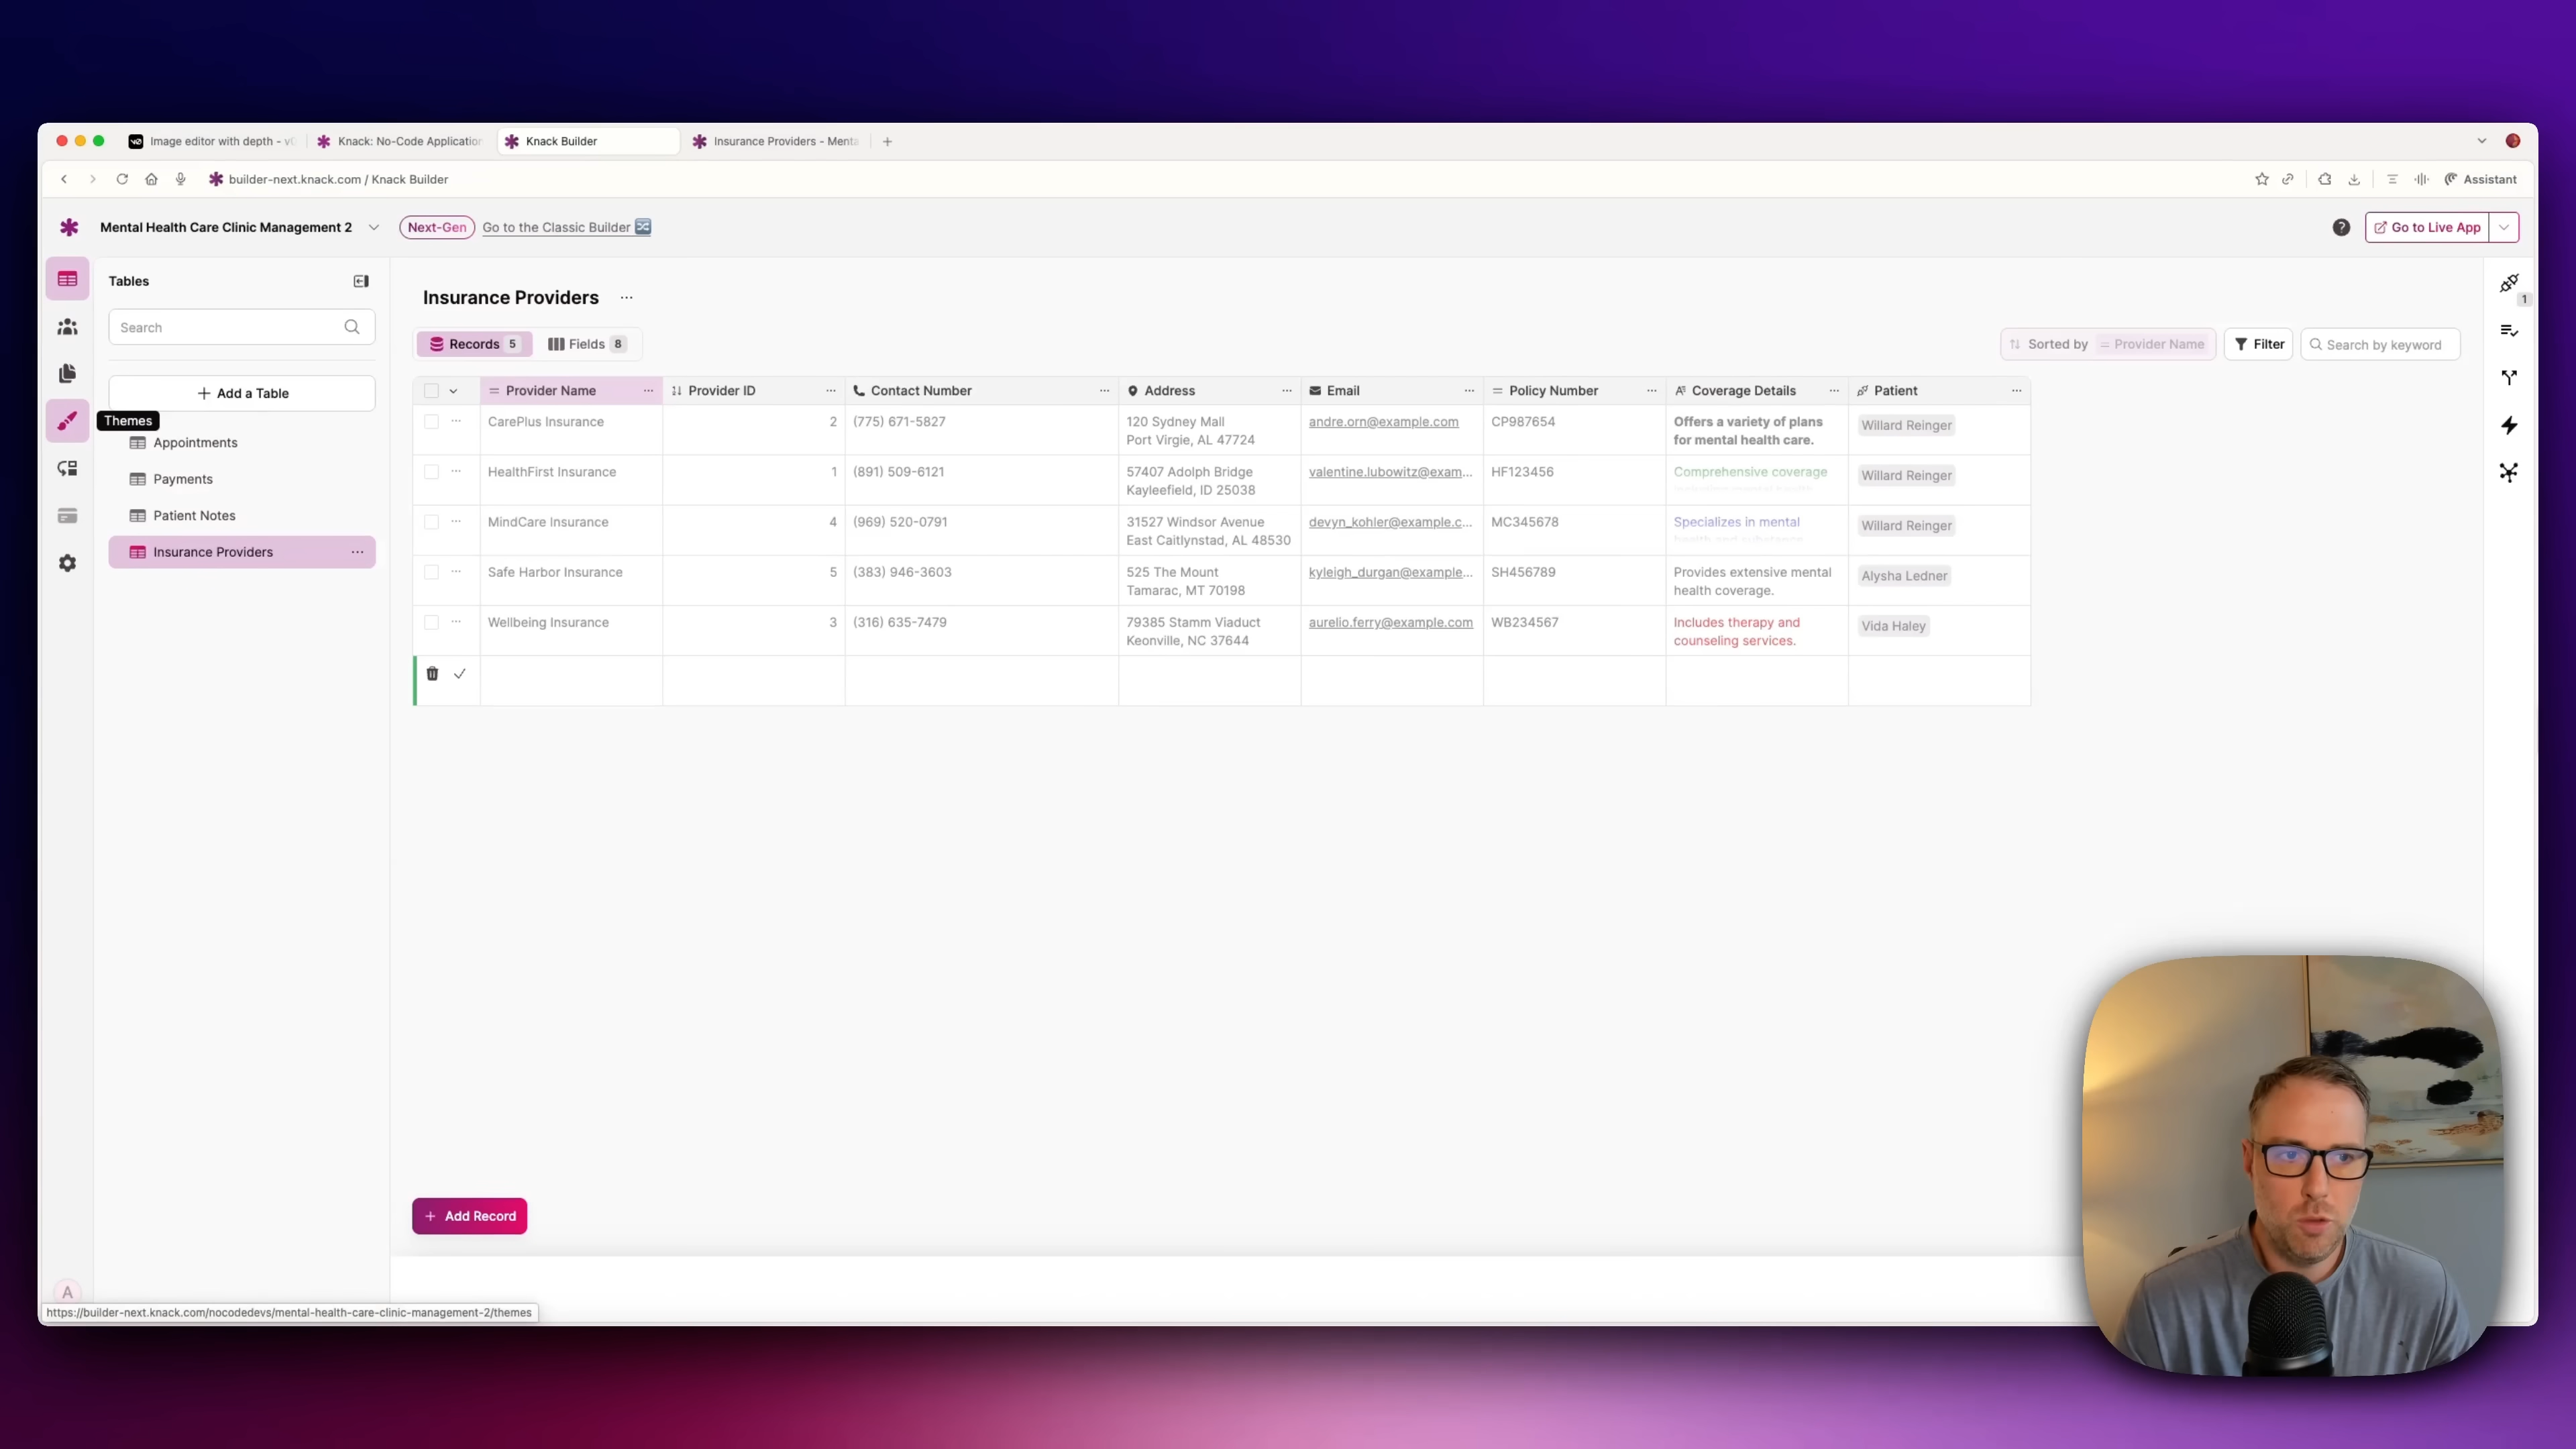 Image editor with depth - v
Knack: No-Code Application
Knack Builder
Insurance Providers - Menta
builder-next.knack.com / Knack Builder
Assistant
Mental Health Care Clinic Management 2
Next-Gen
Go to the Classic Builder
Go to Live App
Tables
Search
Add a Table
Themes
Appointments
Payments
Patient Notes
Insurance Providers
Insurance Providers
Records 5
Fields 8
Sorted by = Provider Name
Filter
Search by keyword
1
Provider Name
Provider ID
Contact Number
Address
Email
Policy Number
Coverage Details
Patient
CarePlus Insurance
2
(775) 671-5827
120 Sydney Mall
Port Virgie, AL 47724
andre.orn@example.com
CP987654
Offers a variety of plans
for mental health care.
Willard Reinger
HealthFirst Insurance
1
(891) 509-6121
57407 Adolph Bridge
Kayleefield, ID 25038
valentine.lubowitz@exam...
HF123456
Comprehensive coverage
Willard Reinger
MindCare Insurance
4
(969) 520-0791
31527 Windsor Avenue
East Caitlynstad, AL 48530
devyn_kohler@example.c...
MC345678
Specializes in mental
health and substance
Willard Reinger
Safe Harbor Insurance
5
(383) 946-3603
525 The Mount
Tamarac, MT 70198
kyleigh_durgan@example...
SH456789
Provides extensive mental
health coverage.
Alysha Ledner
Wellbeing Insurance
3
(316) 635-7479
79385 Stamm Viaduct
Keonville, NC 37644
aurelio.ferry@example.com
WB234567
Includes therapy and
counseling services.
Vida Haley
Add Record
A
https://builder-next.knack.com/nocodedevs/mental-health-care-clinic-management-2/themes